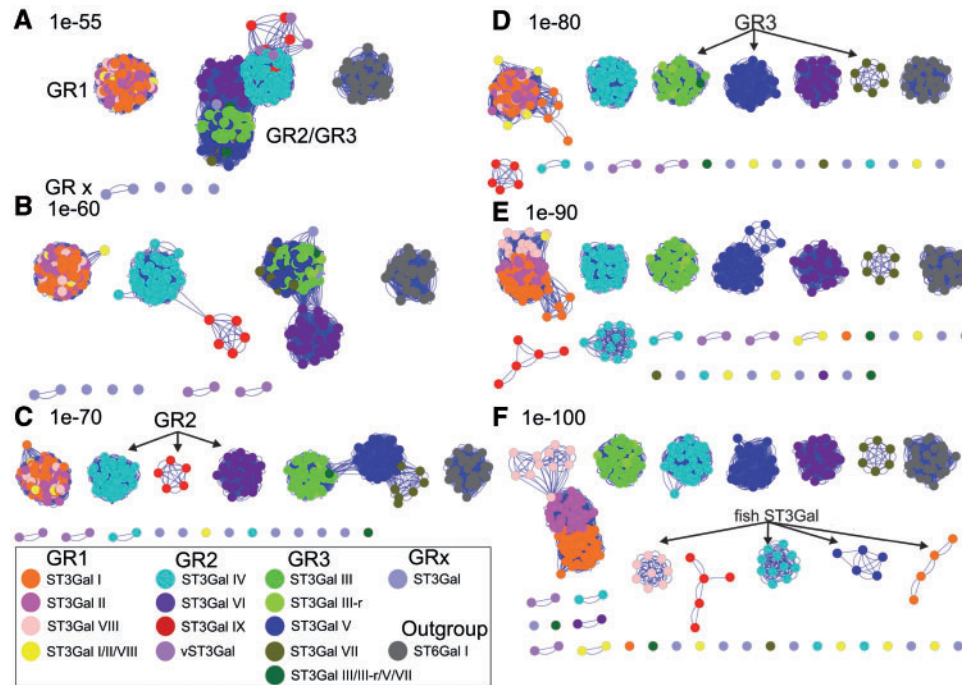 A 1e-55
GR1
GR2/GR3
GR x
B 1e-60
C 1e-70
GR2
D 1e-80
GR3
E 1e-90
F 1e-100
fish ST3Gal
GR1
ST3Gal I
ST3Gal II
ST3Gal VIII
ST3Gal I/II/VIII
GR2
ST3Gal IV
ST3Gal VI
ST3Gal IX
vST3Gal
GR3
ST3Gal III
ST3Gal III-r
ST3Gal V
ST3Gal VII
ST3Gal III/III-r/V/VII
GRx
ST3Gal
Outgroup
ST6Gal I